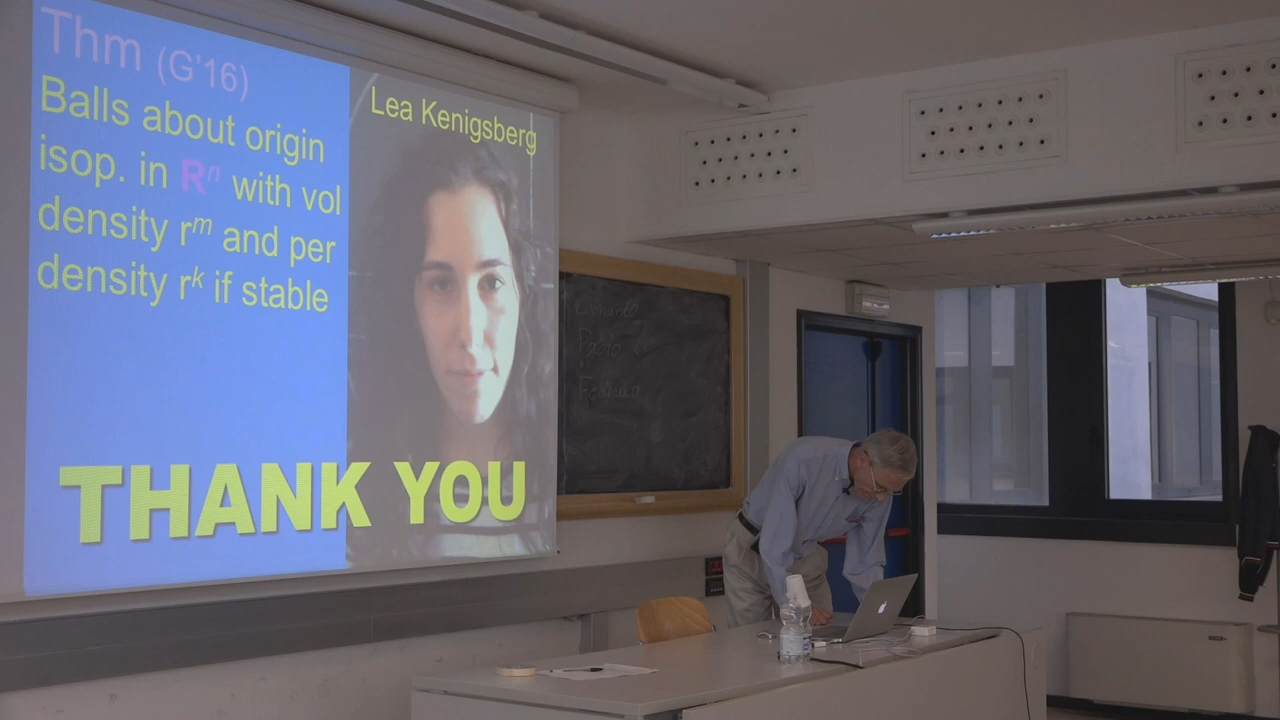 Thm (G'16)
Balls about origin
isop. in Rⁿ with vol
density rᵐ and per
density rᵏ if stable
Lea Kenigsberg
THANK YOU